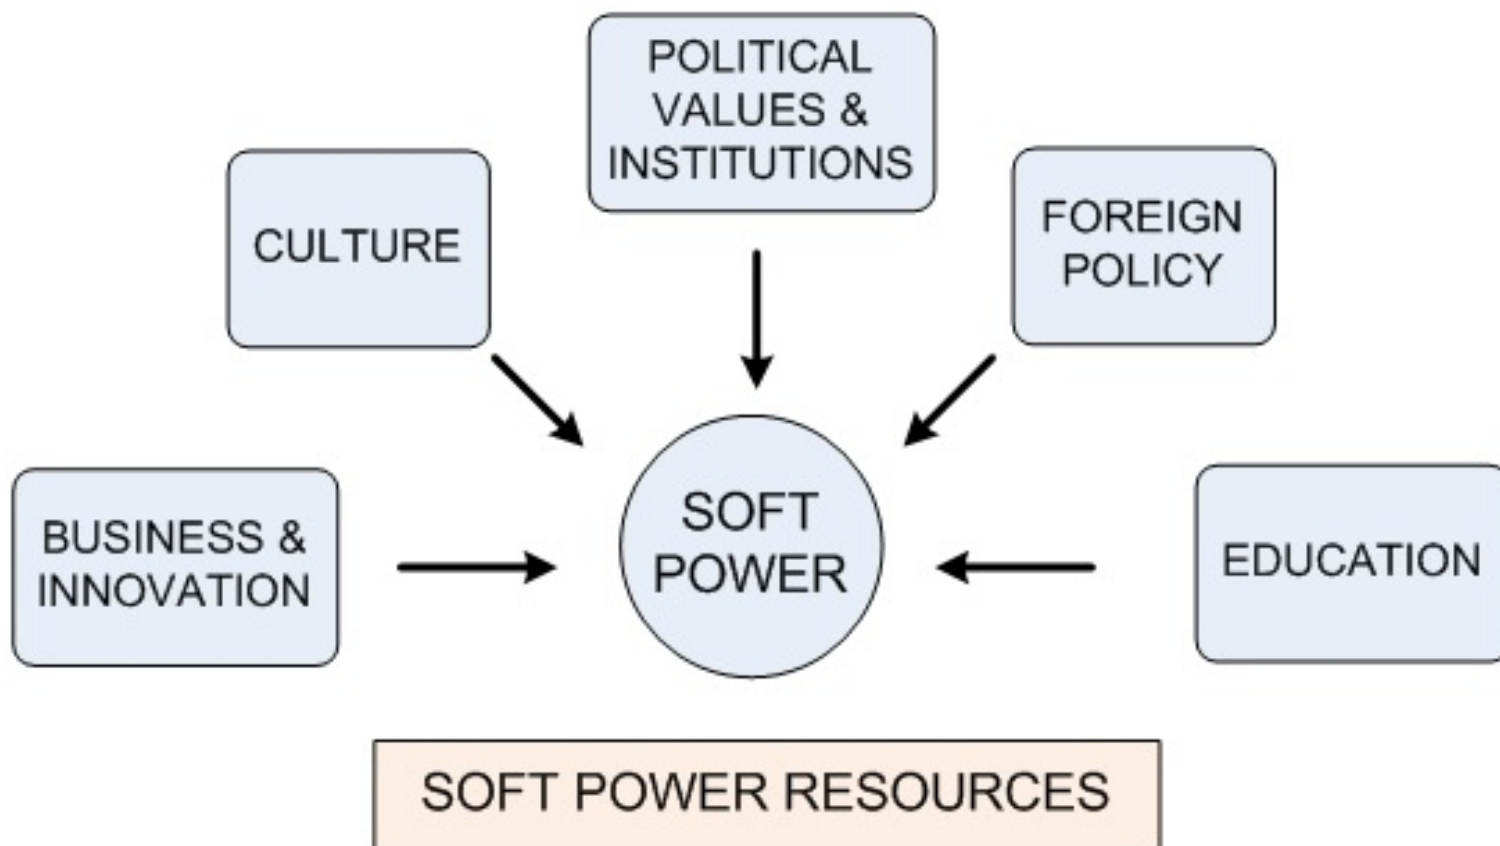 POLITICAL
VALUES &
INSTITUTIONS
CULTURE
FOREIGN
POLICY
BUSINESS &
INNOVATION
SOFT
POWER
EDUCATION
SOFT POWER RESOURCES